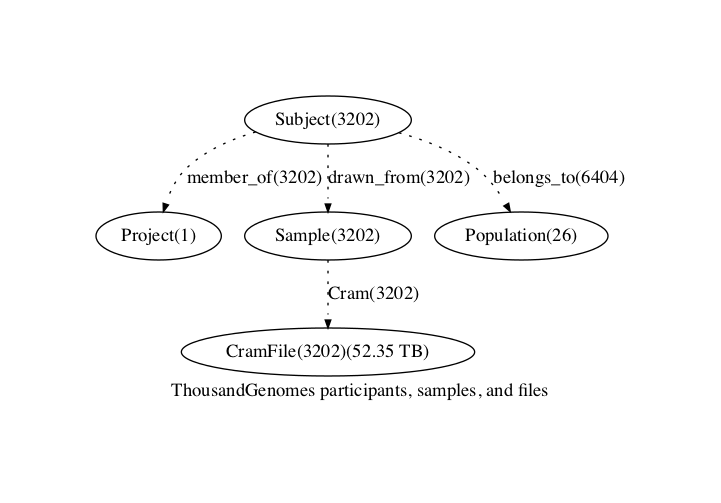 Subject(3202)
member_of(3202)
drawn_from(3202)
belongs_to(6404)
Project(1)
Sample(3202)
Population(26)
Cram(3202)
CramFile(3202)(52.35 TB)
ThousandGenomes participants, samples, and files